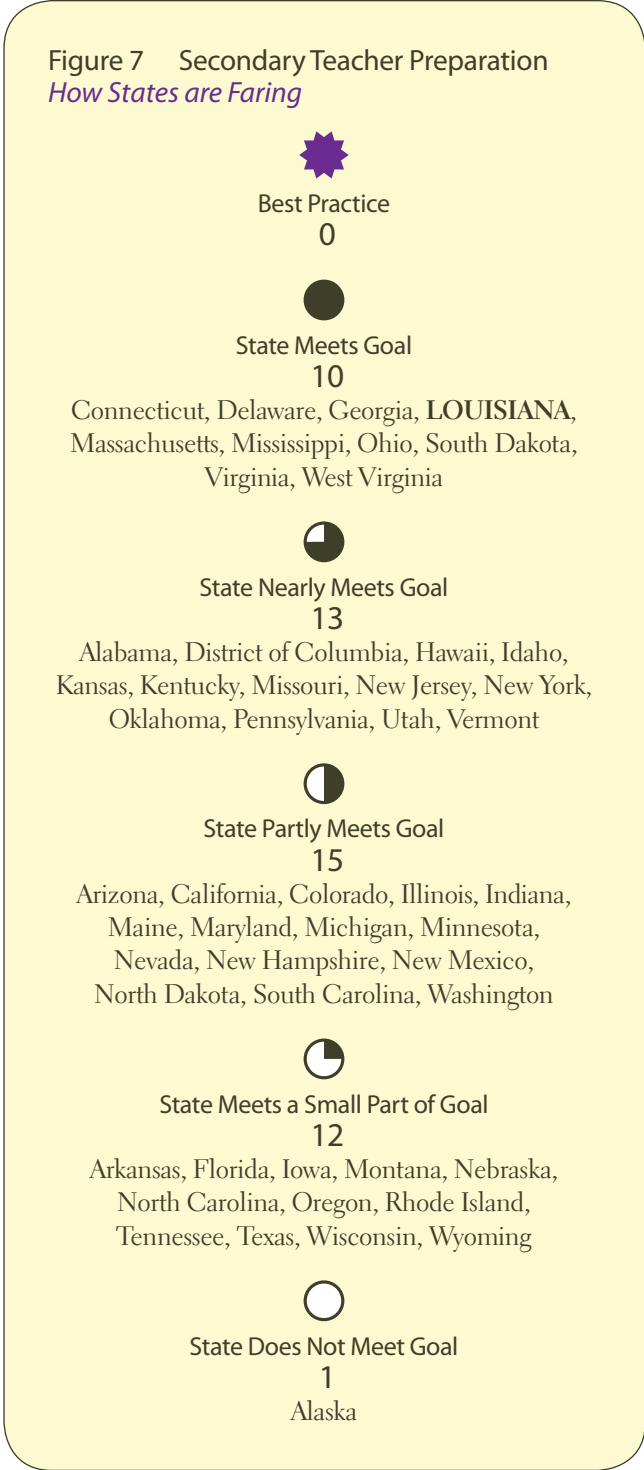 Figure 7 Secondary Teacher Preparation
How States are Faring
Best Practice
0
State Meets Goal
10
Connecticut, Delaware, Georgia, LOUISIANA,
Massachusetts, Mississippi, Ohio, South Dakota,
Virginia, West Virginia
State Nearly Meets Goal
13
Alabama, District of Columbia, Hawaii, Idaho,
Kansas, Kentucky, Missouri, New Jersey, New York,
Oklahoma, Pennsylvania, Utah, Vermont
State Partly Meets Goal
15
Arizona, California, Colorado, Illinois, Indiana,
Maine, Maryland, Michigan, Minnesota,
Nevada, New Hampshire, New Mexico,
North Dakota, South Carolina, Washington
State Meets a Small Part of Goal
12
Arkansas, Florida, Iowa, Montana, Nebraska,
North Carolina, Oregon, Rhode Island,
Tennessee, Texas, Wisconsin, Wyoming
State Does Not Meet Goal
1
Alaska